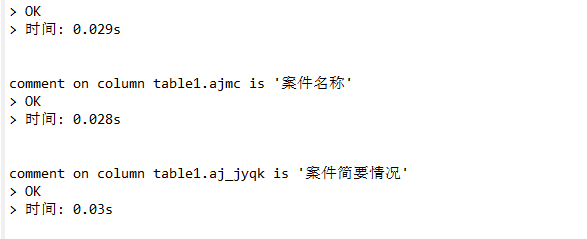 > OK
> 时间: 0.029s
comment on column table1.ajmc is '案件名称'
> OK
> 时间: 0.028s
comment on column table1.aj_jyqk is '案件简要情况'
> OK
> 时间: 0.03s